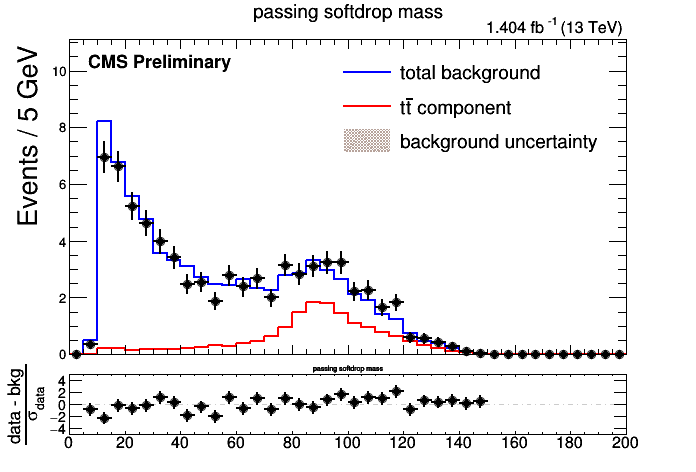 passing softdrop mass
1.404 fb⁻¹ (13 TeV)
CMS Preliminary
Events / 5 GeV
total background
tt̄ component
background uncertainty
10
8
6
4
2
0
passing softdrop mass
data - bkg
σdata
4
2
0
−2
−4
0 20 40 60 80 100 120 140 160 180 200